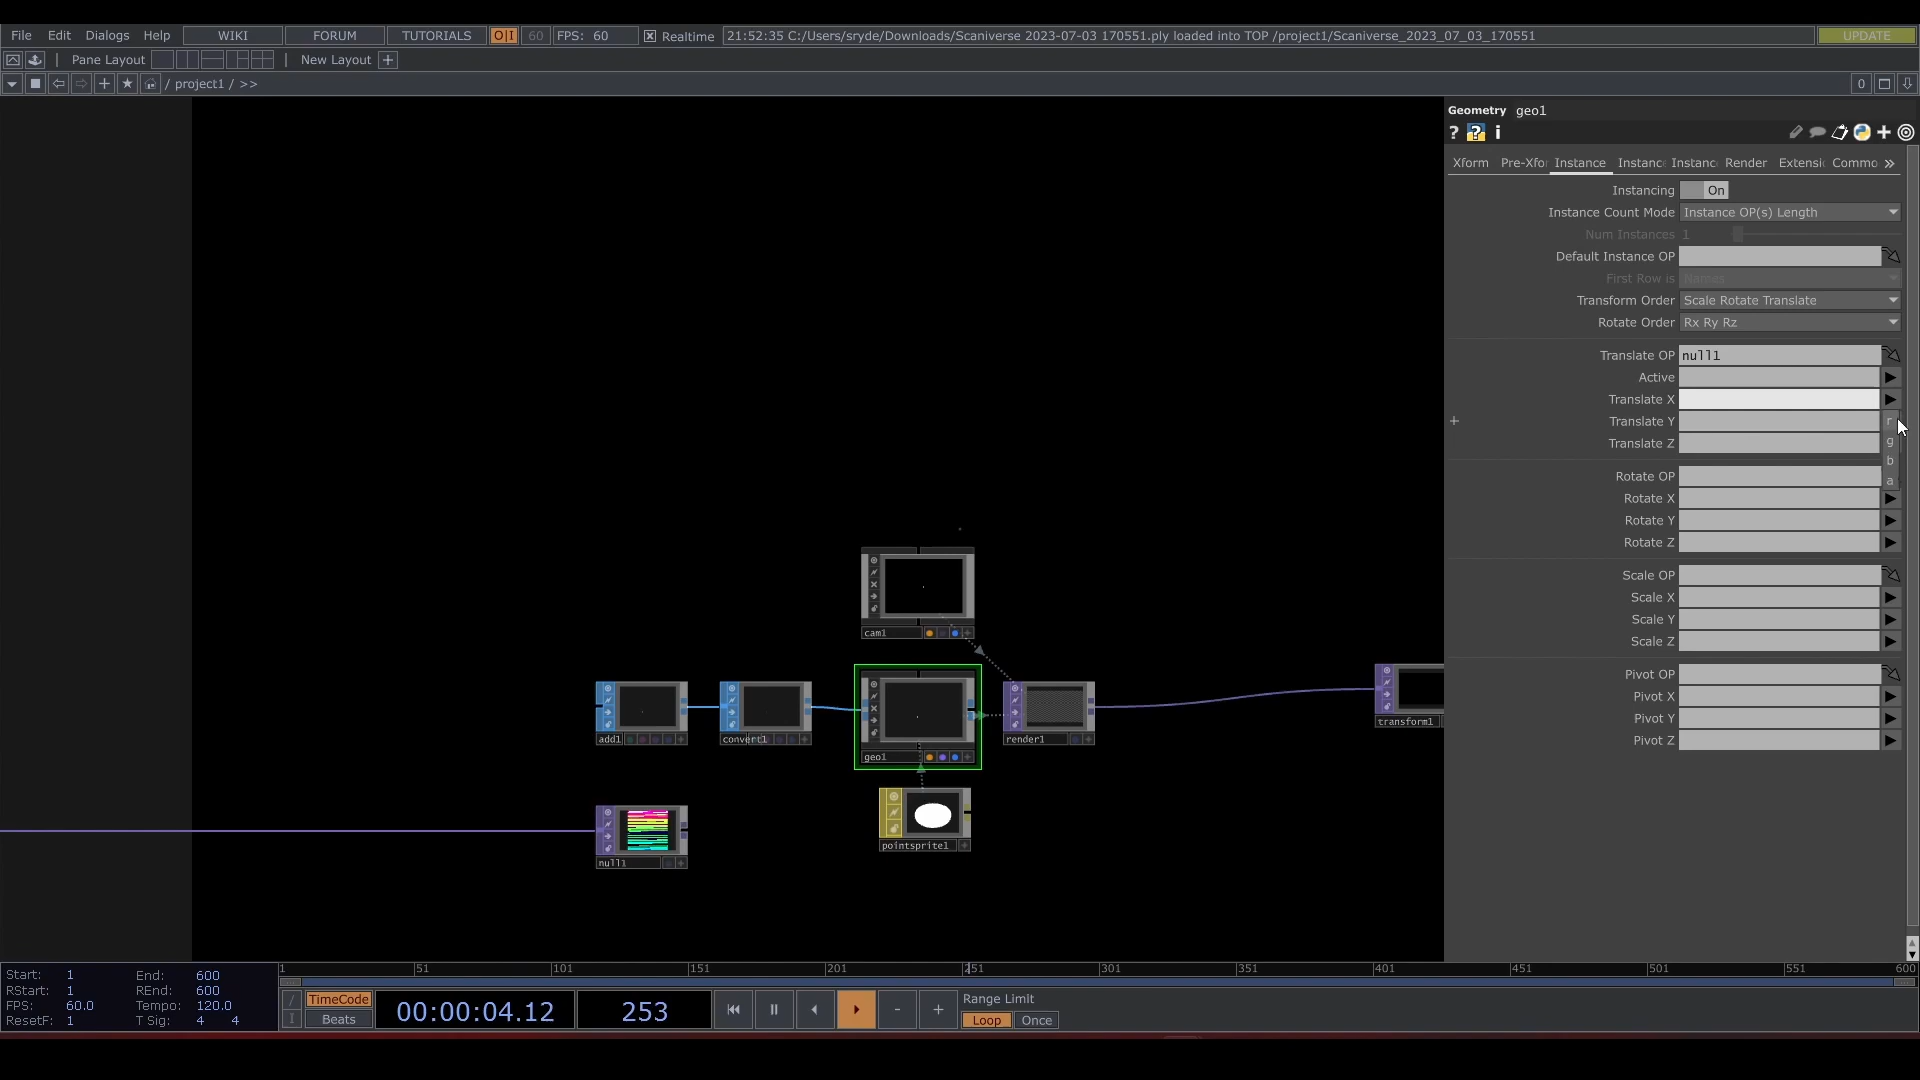 File Edit Dialogs Help WIKI FORUM TUTORIALS O|I 60 FPS: 60 Realtime 21:52:35 C:/Users/sryde/Downloads/Scaniverse 2023-07-03 170551.ply loaded into TOP /project1/Scaniverse_2023_07_03_170551 UPDATE
Pane Layout New Layout +
/ project1 / >> 0
Geometry geo1
? ? i
Xform Pre-Xfo Instance Instanc Instanc Render Extensi Commo »
Instancing On
Instance Count Mode Instance OP(s) Length
Num Instances 1
Default Instance OP
First Row is Names
Transform Order Scale Rotate Translate
Rotate Order Rx Ry Rz
Translate OP null1
Active
Translate X
+ Translate Y r
g
Translate Z
b
Rotate OP a
Rotate X
Rotate Y
Rotate Z
Scale OP
Scale X
Scale Y
Scale Z
Pivot OP
Pivot X
Pivot Y
Pivot Z
cam1
transform1
add1 convert1 render1
geo1
pointsprite1
null1
Start: 1 End: 600
RStart: 1 REnd: 600
FPS: 60.0 Tempo: 120.0
ResetF: 1 T Sig: 4 4
1 51 101 151 201 251 301 351 401 451 501 551 600
/ TimeCode
I Beats
00:00:04.12 253 - +
Range Limit
Loop Once